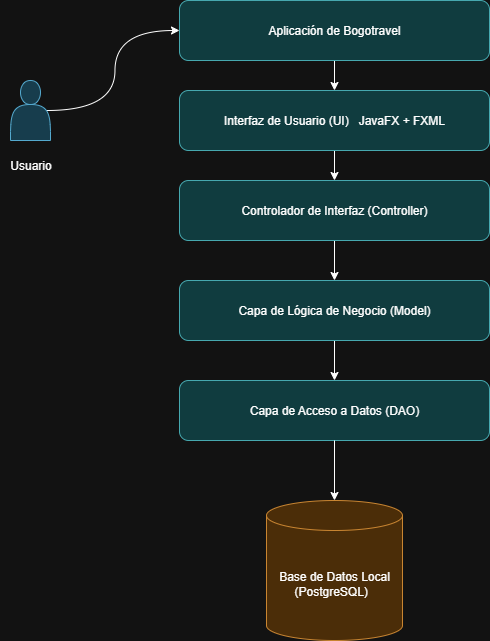 Aplicación de Bogotravel
Interfaz de Usuario (UI)   JavaFX + FXML
Usuario
Controlador de Interfaz (Controller)
Capa de Lógica de Negocio (Model)
Capa de Acceso a Datos (DAO)
Base de Datos Local
(PostgreSQL)